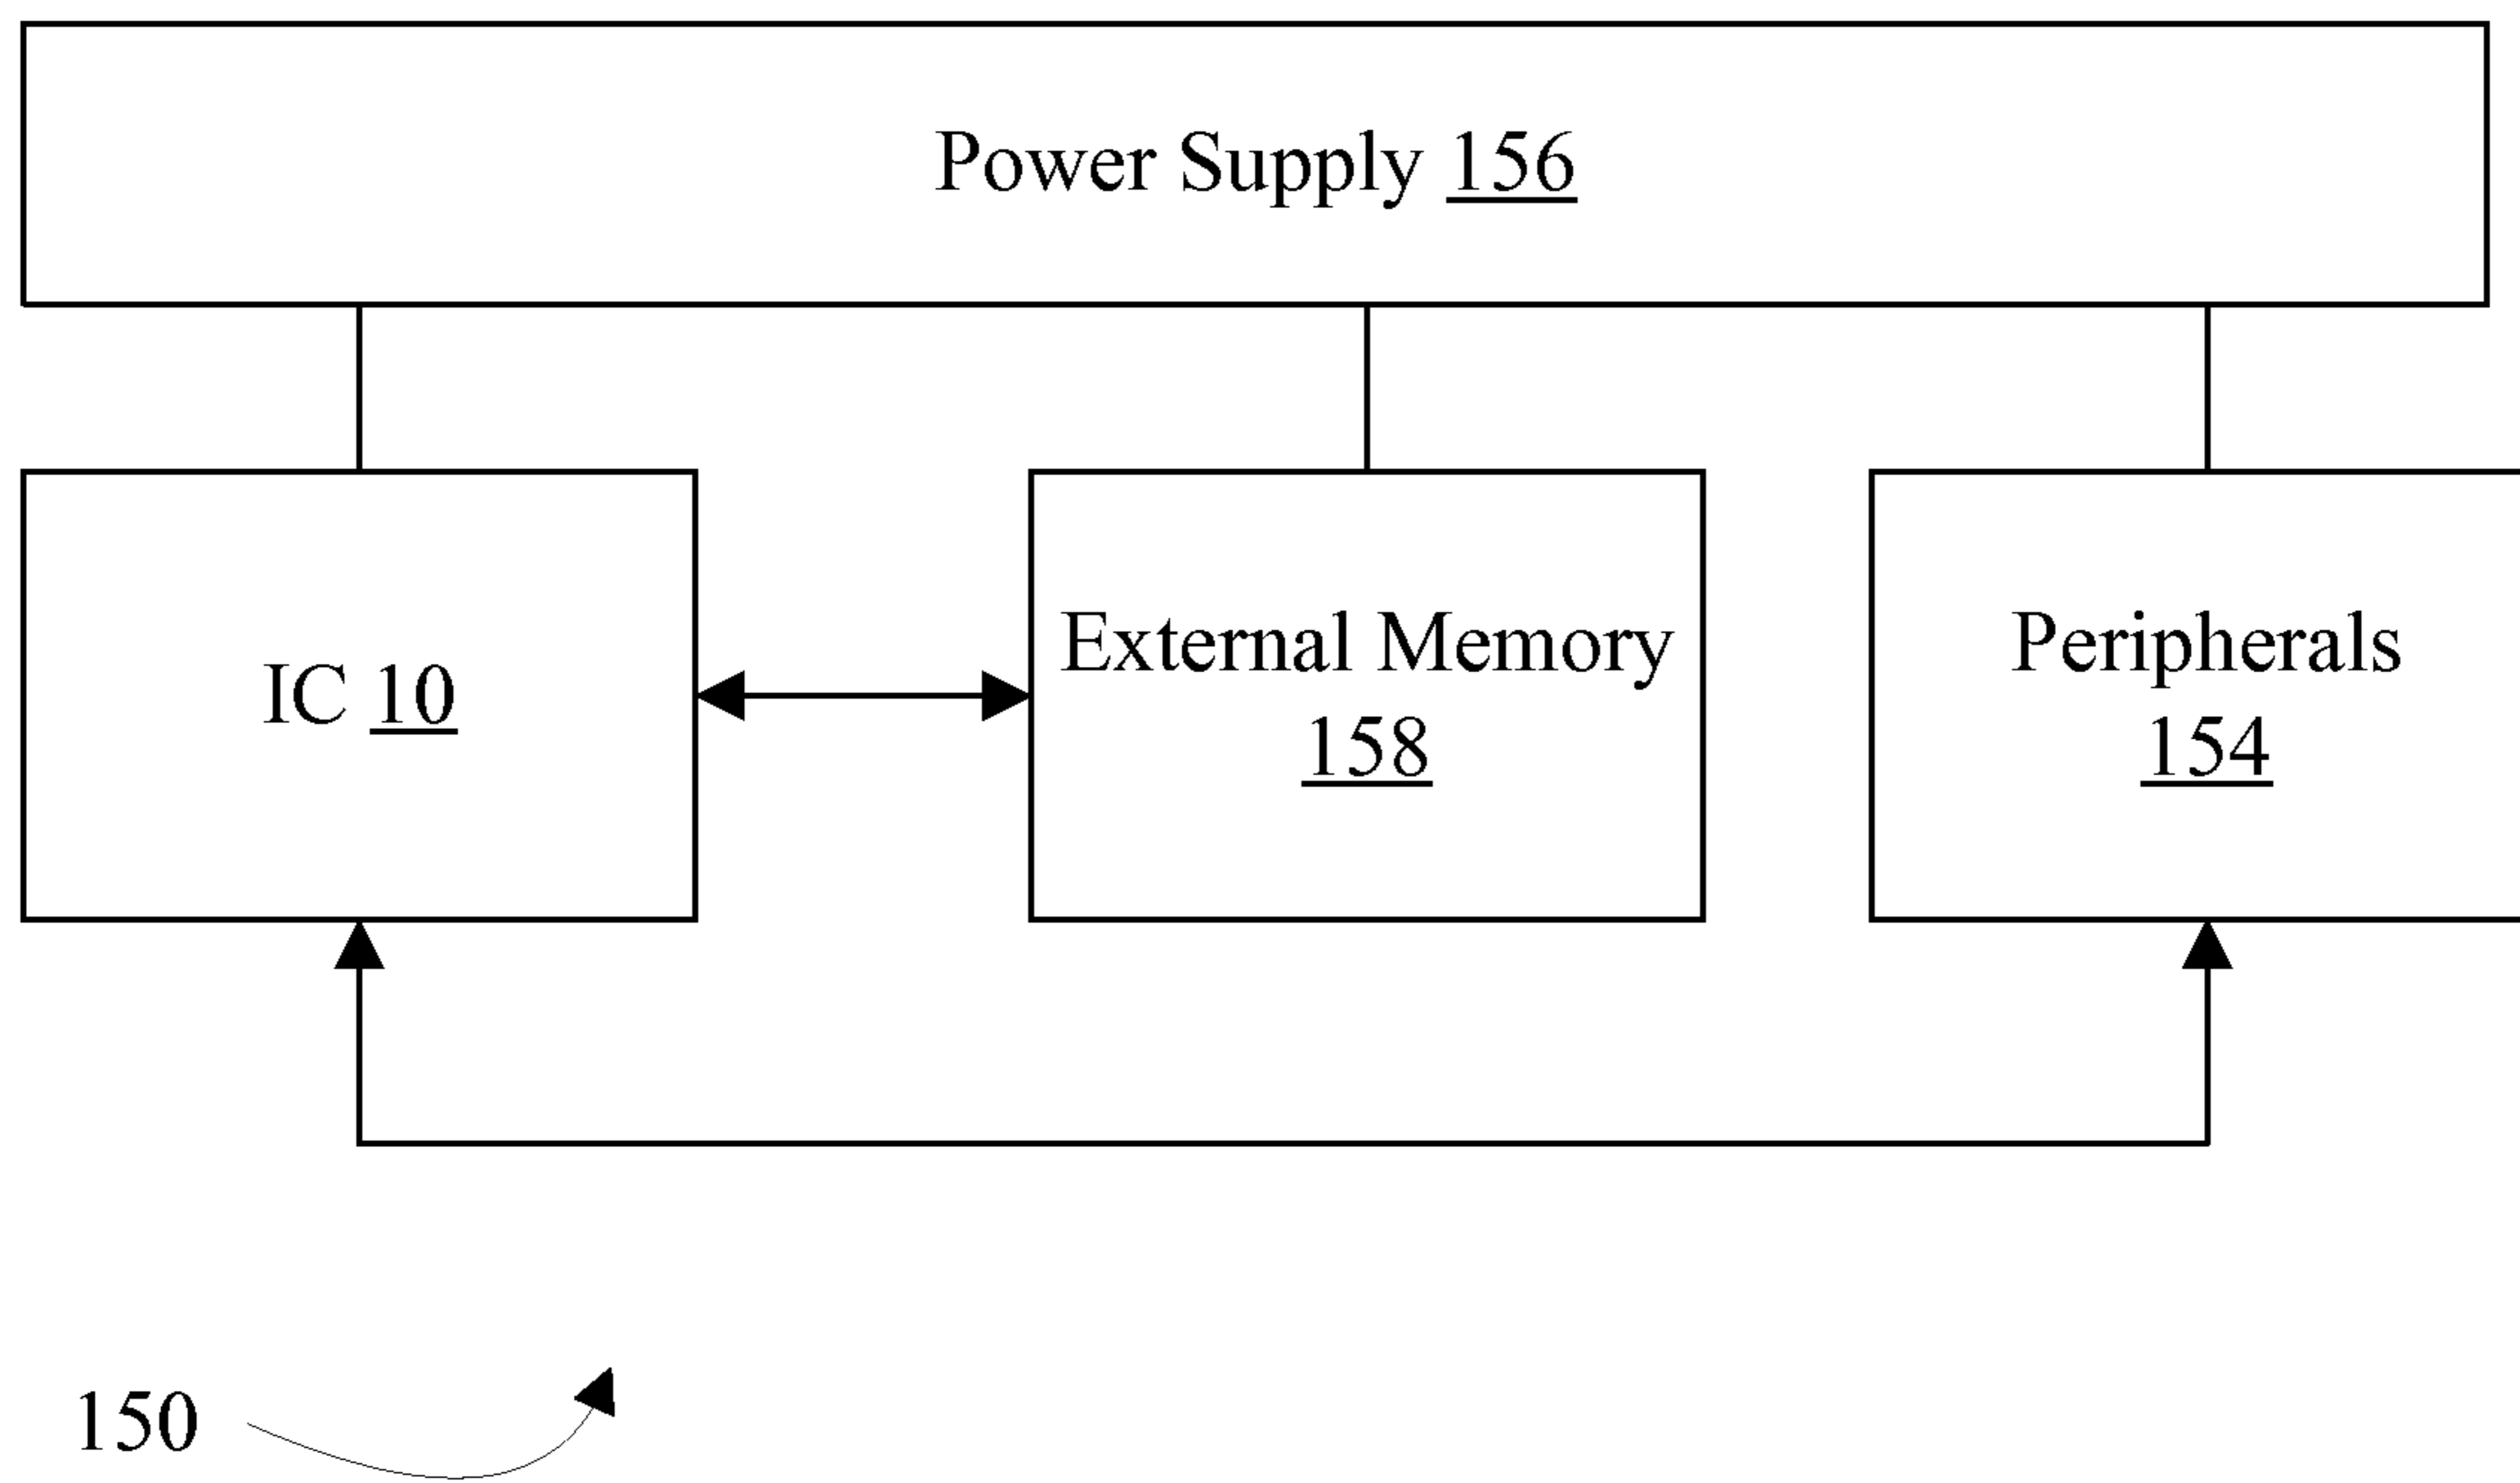 Power Supply 156
IC 10
External Memory
158
Peripherals
154
150